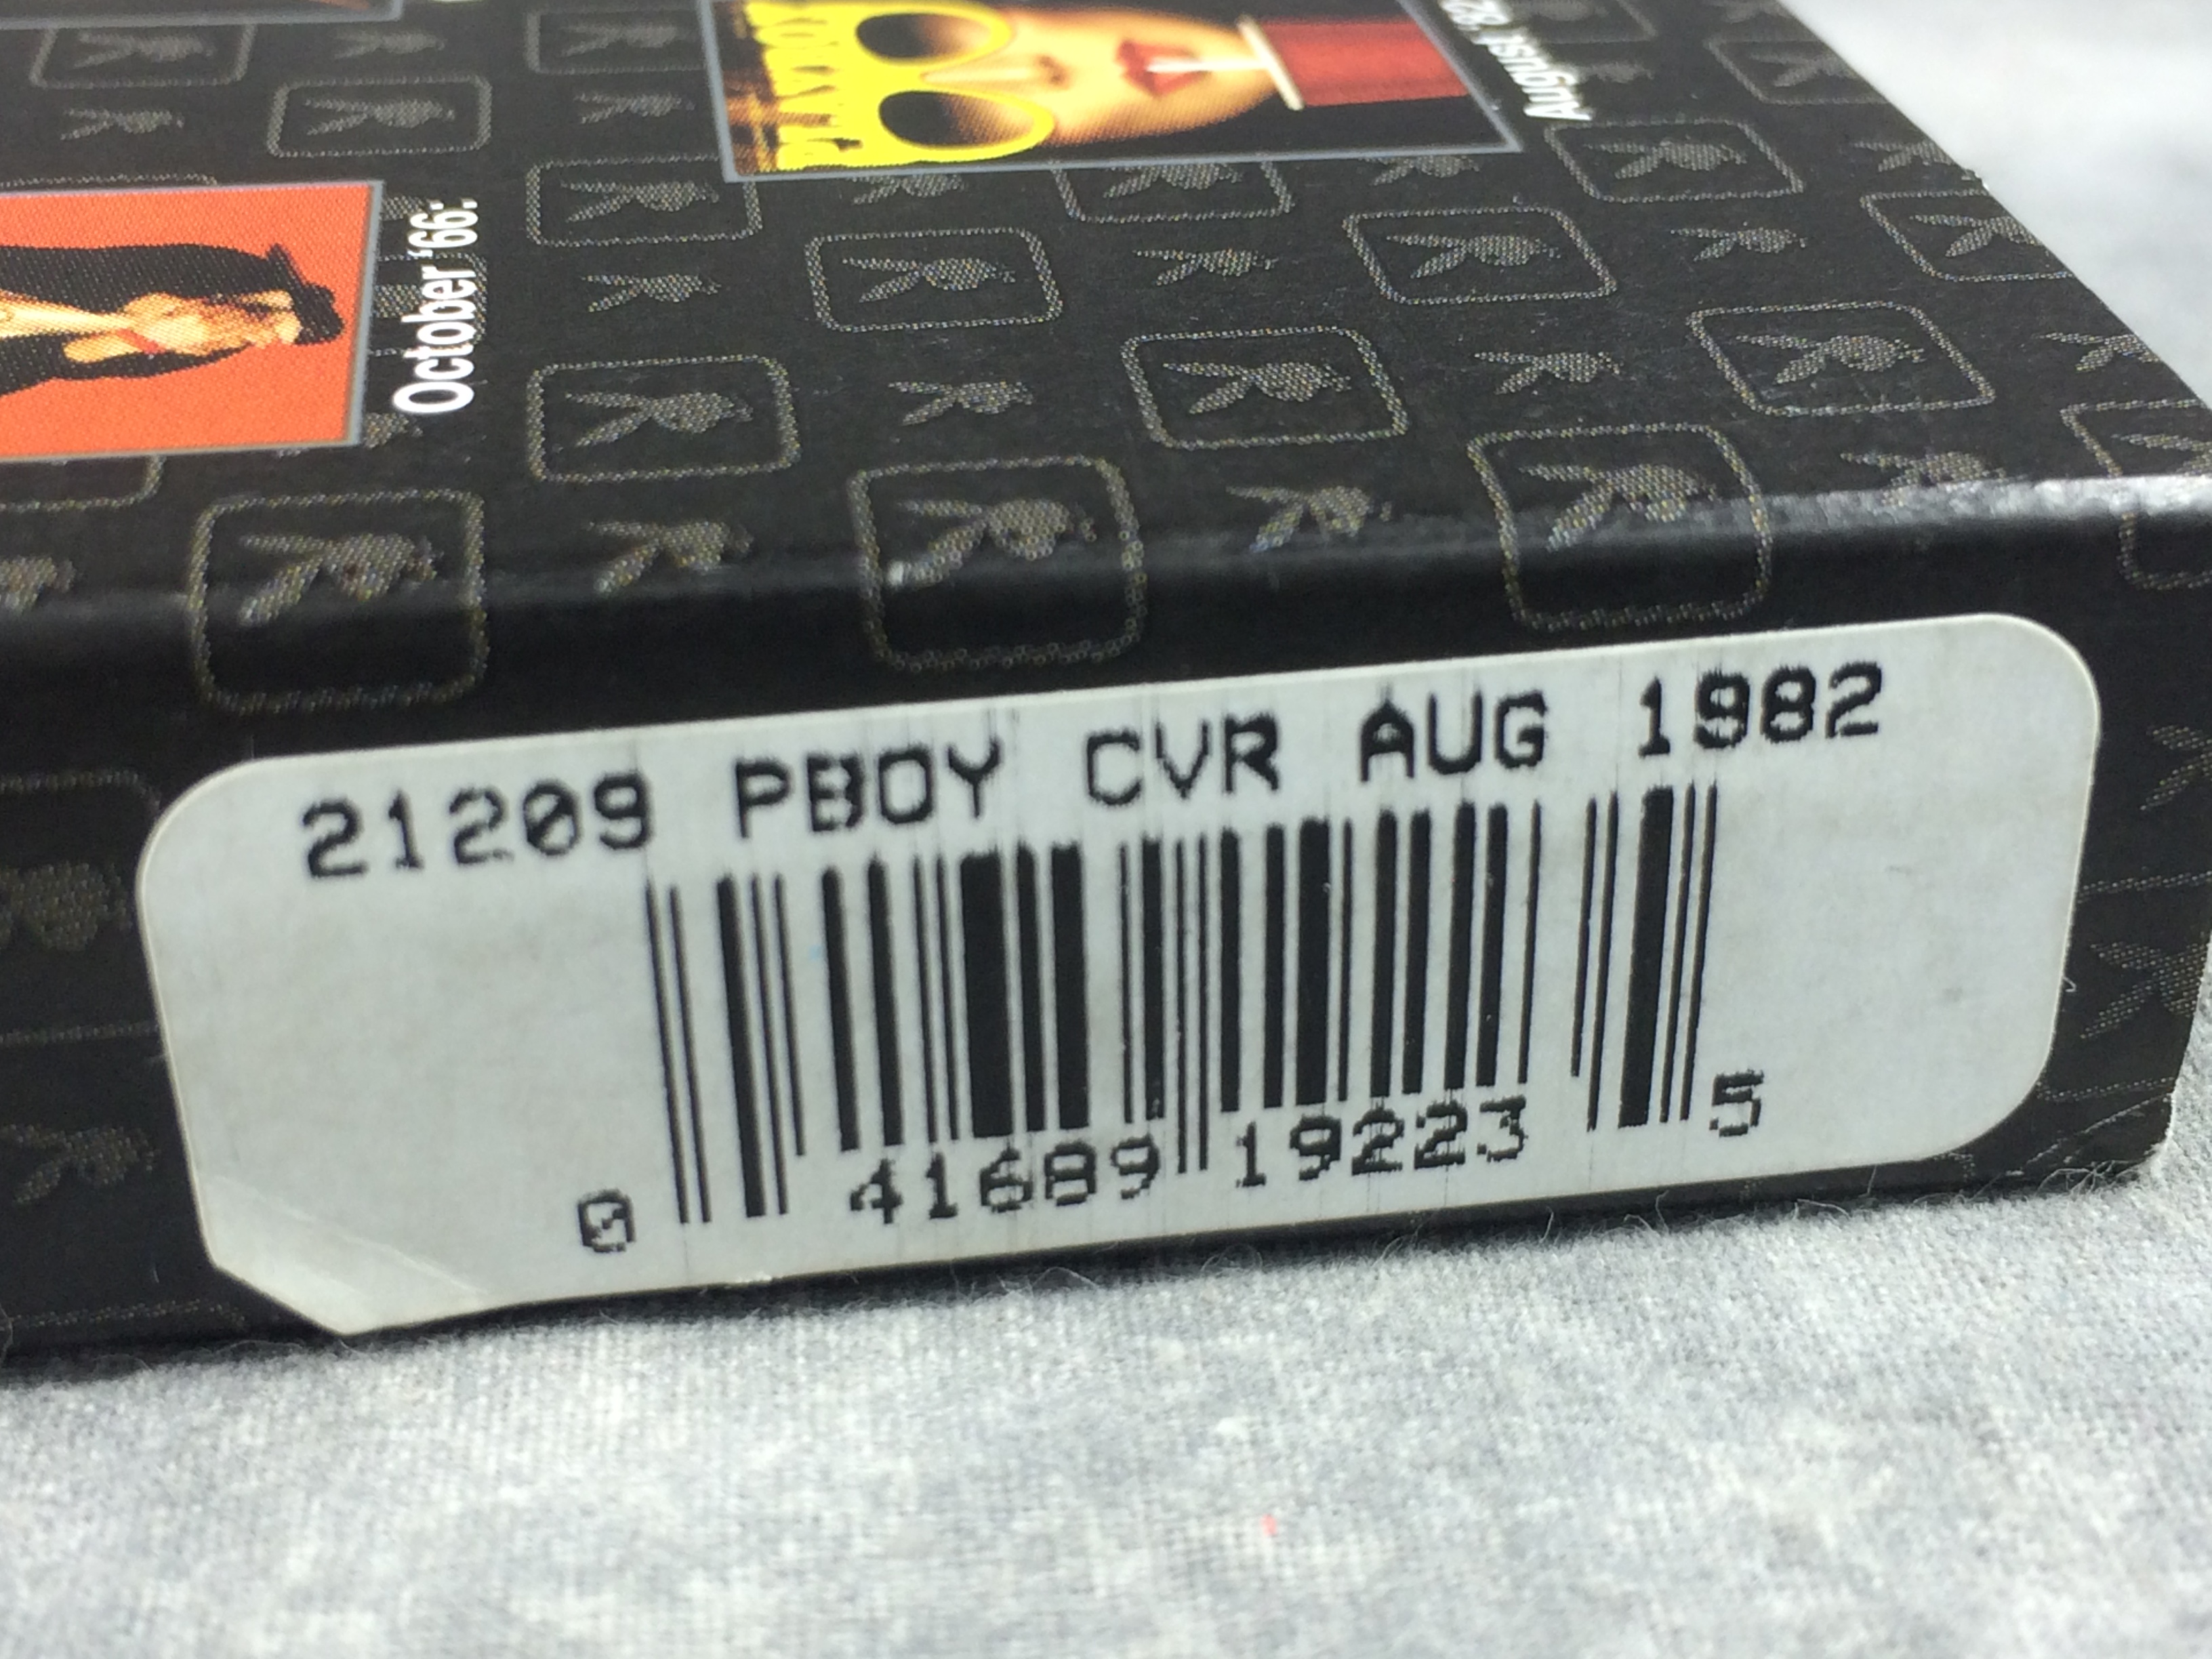 August '82
October '66:
21209 PBOY CVR AUG 1982
0 41689 19223 5